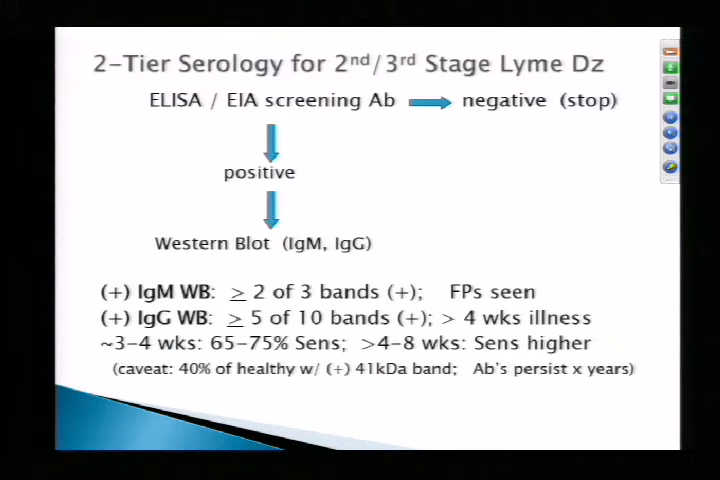 2-Tier Serology for 2nd/3rd Stage Lyme Dz
ELISA / EIA screening Ab negative (stop)
positive
Western Blot (IgM, IgG)
(+) IgM WB: ≥ 2 of 3 bands (+); FPs seen
(+) IgG WB: ≥ 5 of 10 bands (+); > 4 wks illness
~3-4 wks: 65-75% Sens; >4-8 wks: Sens higher
(caveat: 40% of healthy w/ (+) 41kDa band; Ab's persist x years)